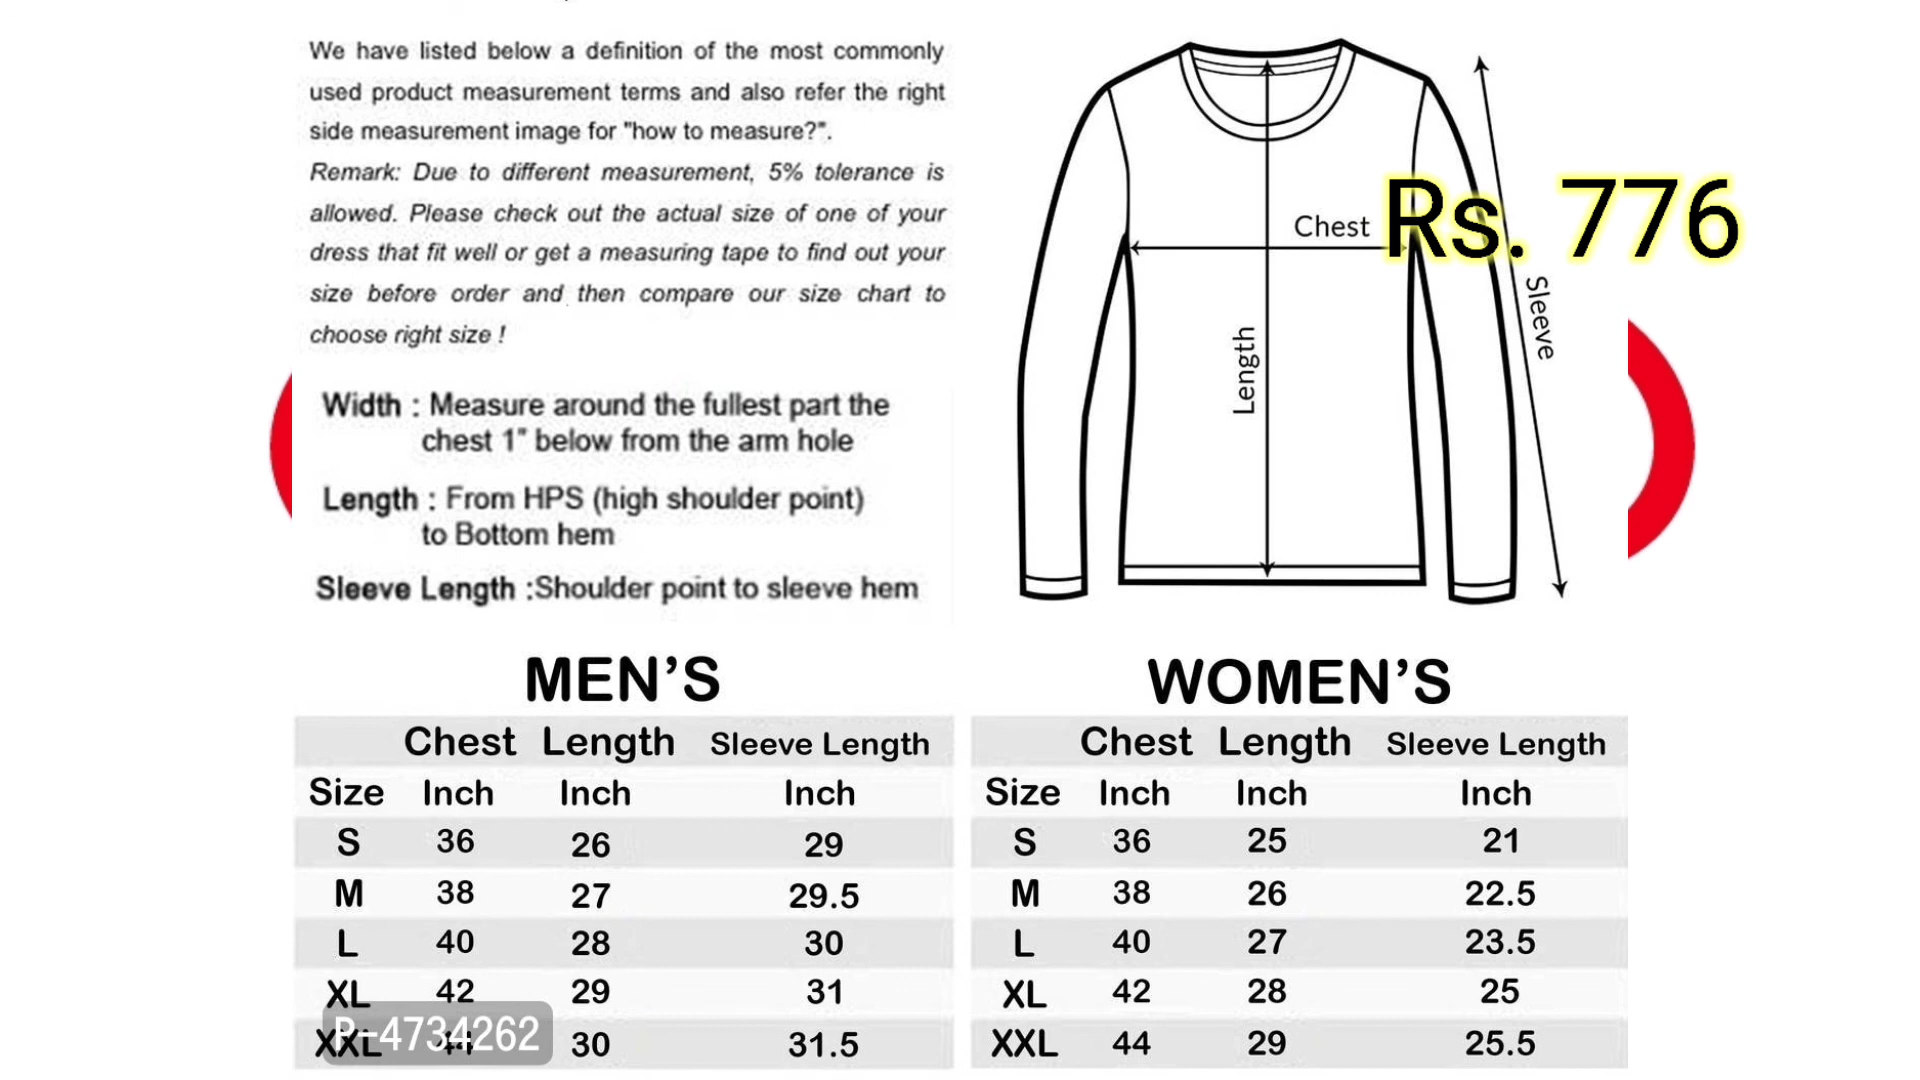 We have listed below a definition of the most commonly
used product measurement terms and also refer the right
side measurement image for "how to measure?".
Remark: Due to different measurement, 5% tolerance is
allowed. Please check out the actual size of one of your
dress that fit well or get a measuring tape to find out your
size before order and then compare our size chart to
choose right size !
Width : Measure around the fullest part the
chest 1" below from the arm hole
Length : From HPS (high shoulder point)
to Bottom hem
Sleeve Length :Shoulder point to sleeve hem
Chest
Rs. 776
Sleeve
Length
MEN'S
Chest Length Sleeve Length
Size Inch Inch Inch
S 36 26 29
M 38 27 29.5
L 40 28 30
XL 42 29 31
XXL 44 30 31.5
P-4734262
WOMEN'S
Chest Length Sleeve Length
Size Inch Inch Inch
S 36 25 21
M 38 26 22.5
L 40 27 23.5
XL 42 28 25
XXL 44 29 25.5